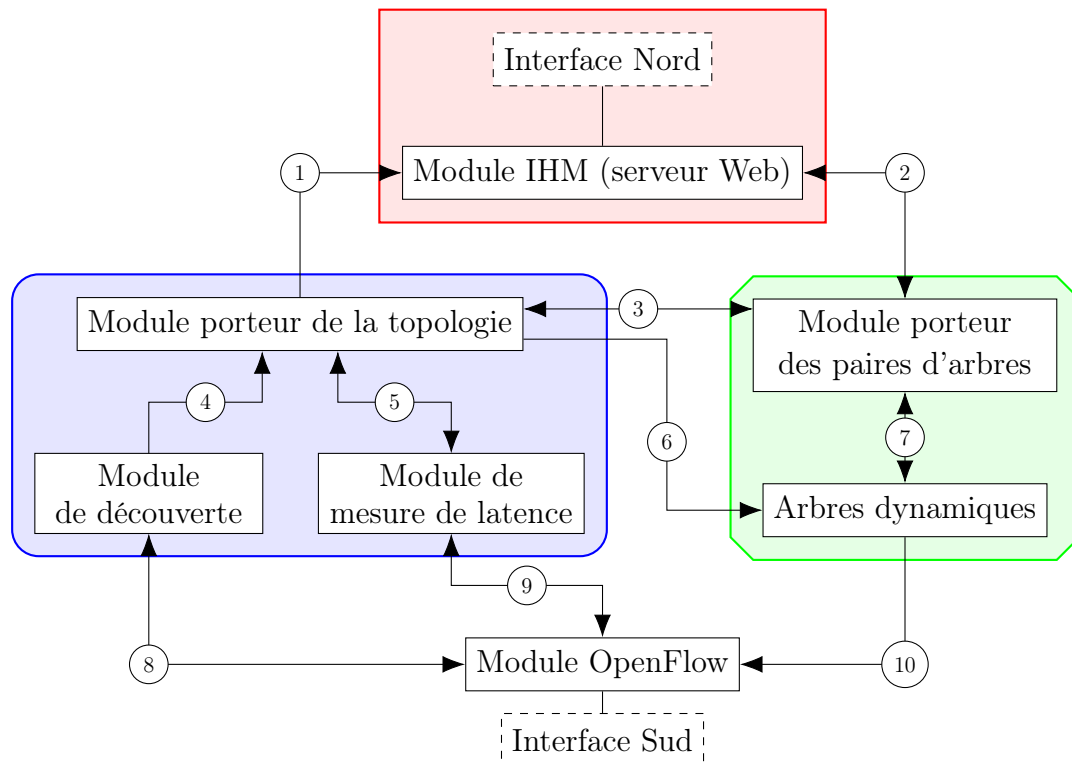 Interface Nord
1
Module IHM (serveur Web)
2
Module porteur de la topologie
3
Module porteur
des paires d'arbres
4
5
6
7
Module
de découverte
Module de
mesure de latence
Arbres dynamiques
9
8
Module OpenFlow
10
Interface Sud